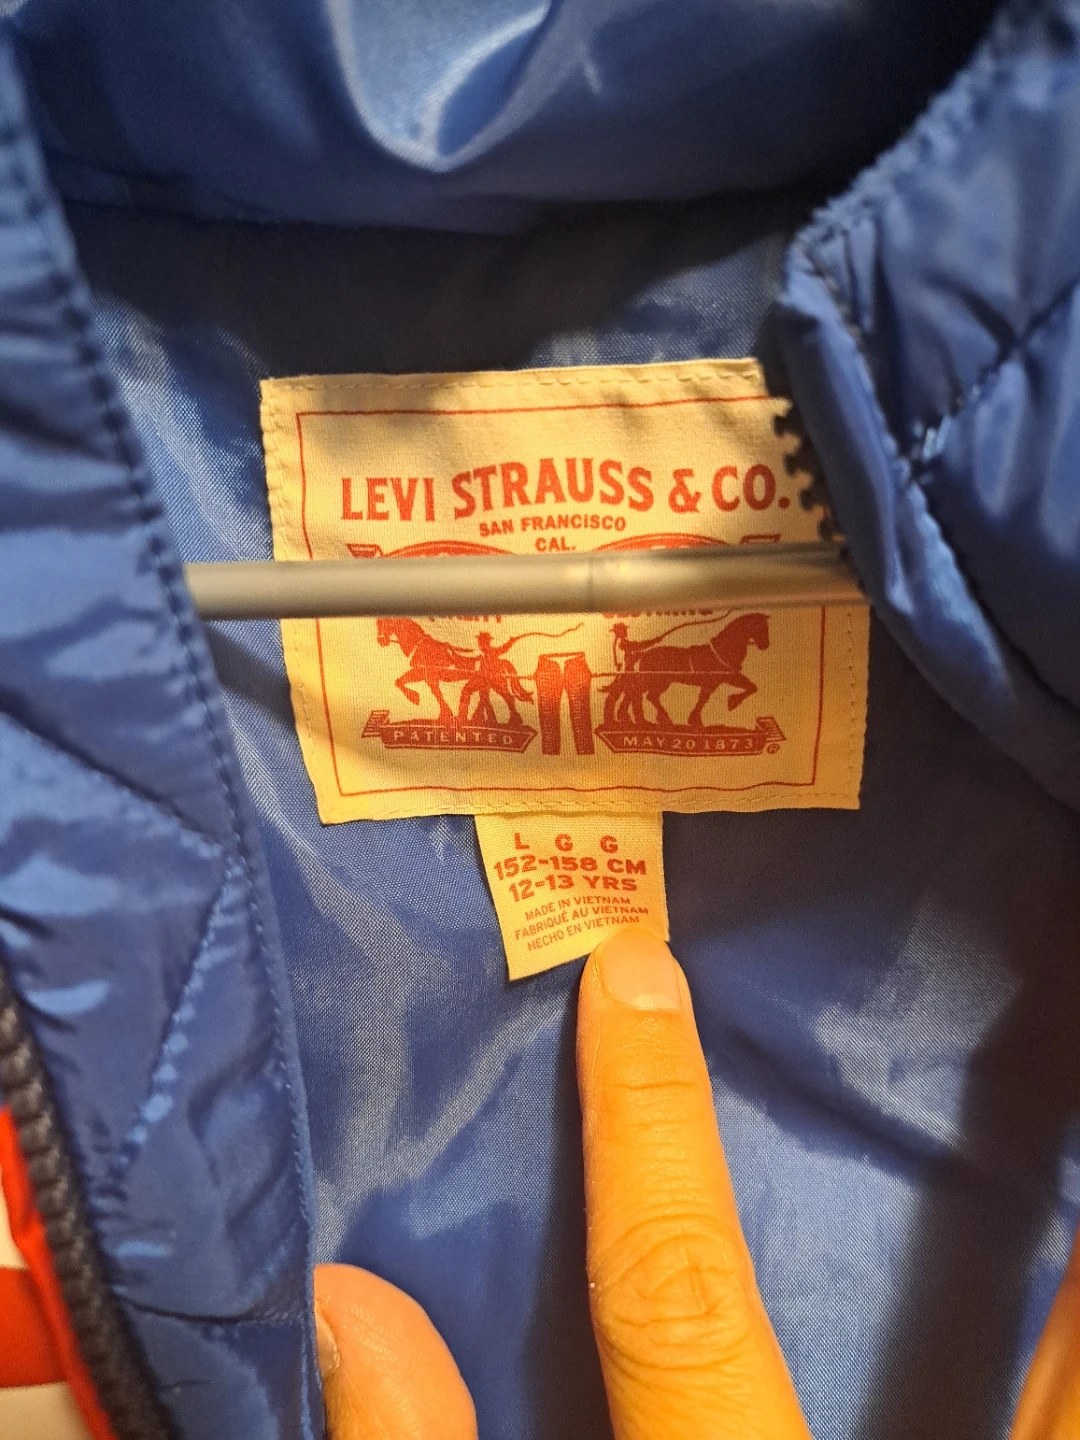 LEVI STRAUSS & CO.
SAN FRANCISCO
CAL.
PATENTED
MAY 20 1873 ®
L G G
152-158 CM
12-13 YRS
MADE IN VIETNAM
FABRIQUÉ AU VIETNAM
HECHO EN VIETNAM